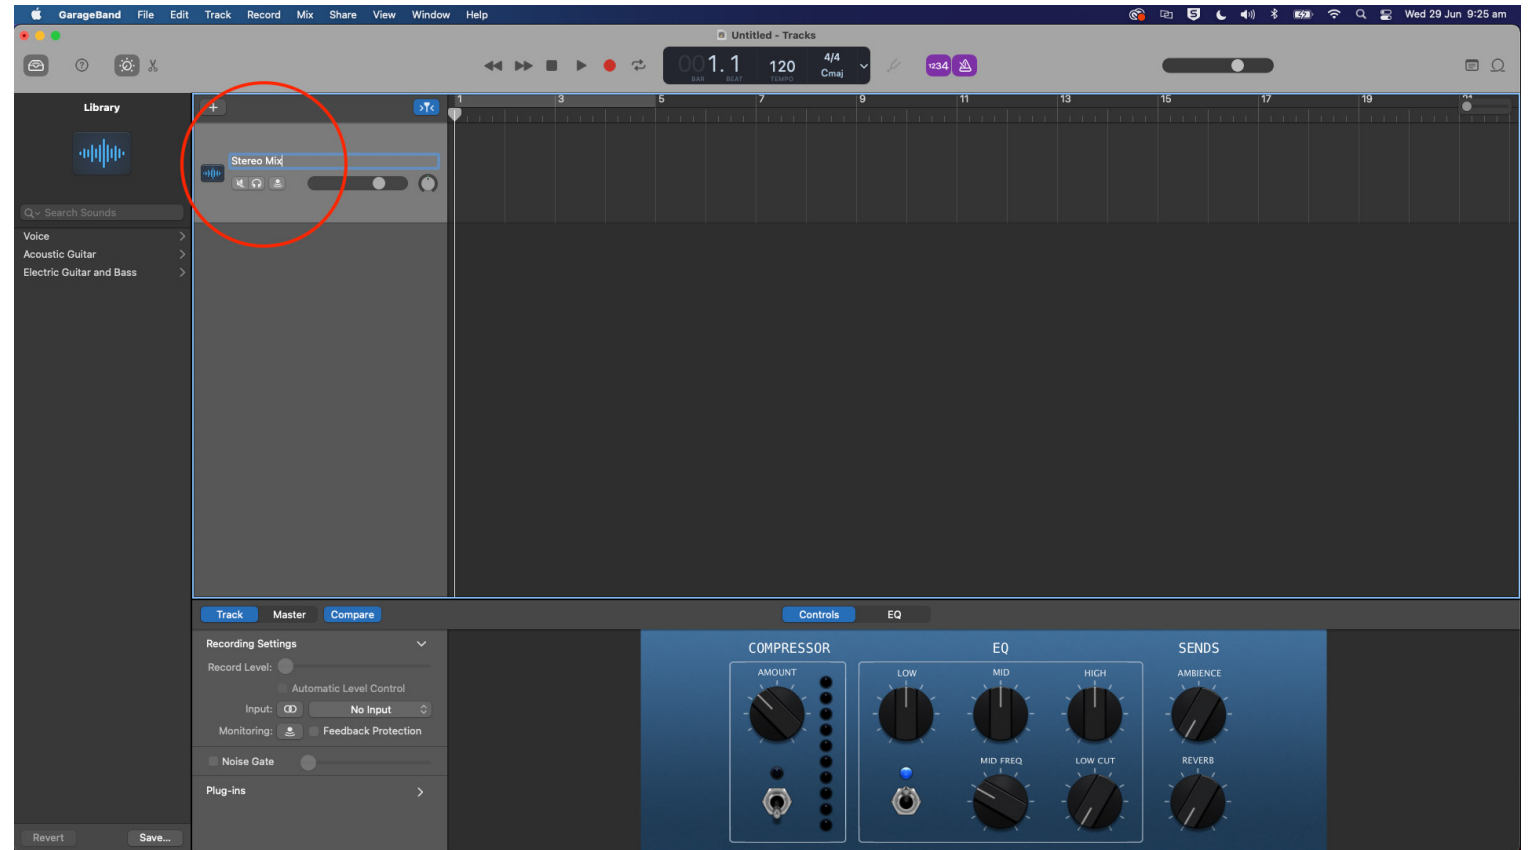 GarageBand File Edit Track Record Mix Share View Window Help
Wed 29 Jun 9:25 am
Untitled - Tracks
001.1 120 4/4
BAR BEAT TEMPO Cmaj
1234
Library
1 3 5 7 9 11 13 15 17 19 21
Stereo Mix
Search Sounds
Voice
Acoustic Guitar
Electric Guitar and Bass
Track Master Compare
Controls EQ
Recording Settings
Record Level:
Automatic Level Control
Input: No Input
Monitoring: Feedback Protection
Noise Gate
Plug-ins
COMPRESSOR EQ SENDS
AMOUNT LOW MID HIGH AMBIENCE
MID FREQ LOW CUT REVERB
Revert Save...